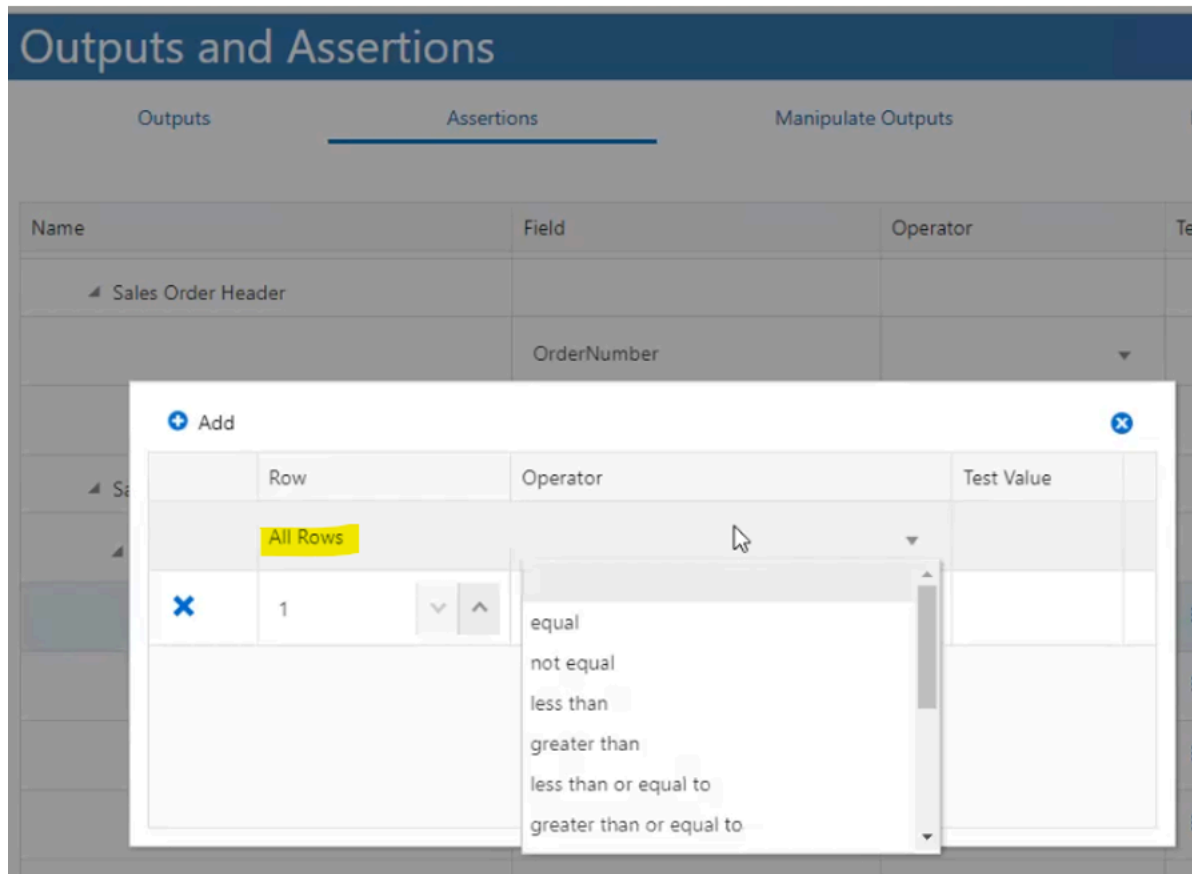 Outputs and Assertions
Outputs Assertions Manipulate Outputs
Name Field Operator
Sales Order Header
OrderNumber
Add
Row Operator Test Value
All Rows
1
equal
not equal
less than
greater than
less than or equal to
greater than or equal to